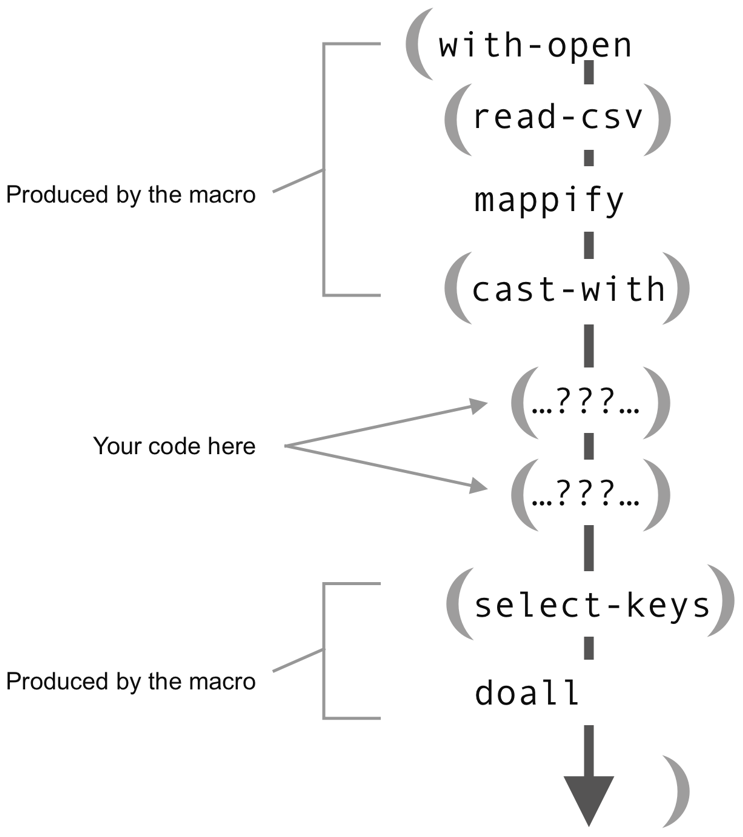 (with-open
(read-csv)
Produced by the macro
mappify
(cast-with)
(…???…)
Your code here
(…???…)
(select-keys)
Produced by the macro
doall
)